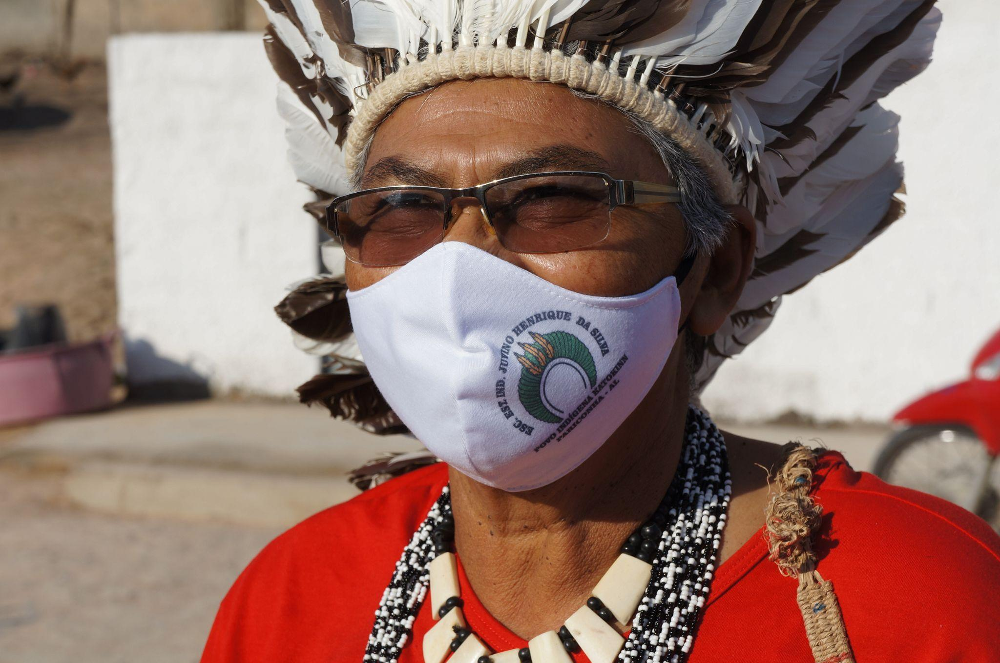 ESC. EST. IND. JUVINO HENRIQUE DA SILVA
POVO INDÍGENA KATOKINN
PARICONHA - AL